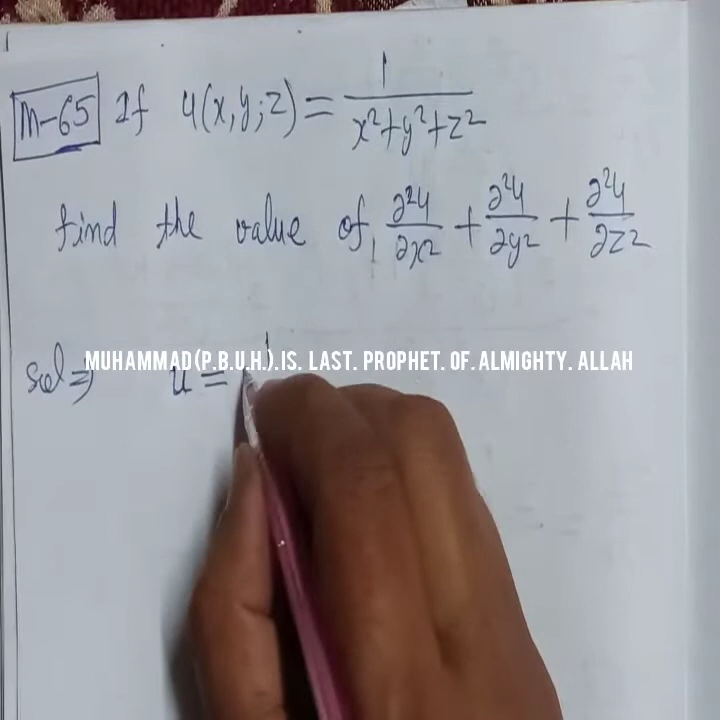 M-65 If u(x,y,z) = 1/(x²+y²+z²)
find the value of, ∂²u/∂x² + ∂²u/∂y² + ∂²u/∂z²
MUHAMMAD(P.B.U.H.).IS. LAST. PROPHET. OF. ALMIGHTY. ALLAH
Sol ⇒ u = 1